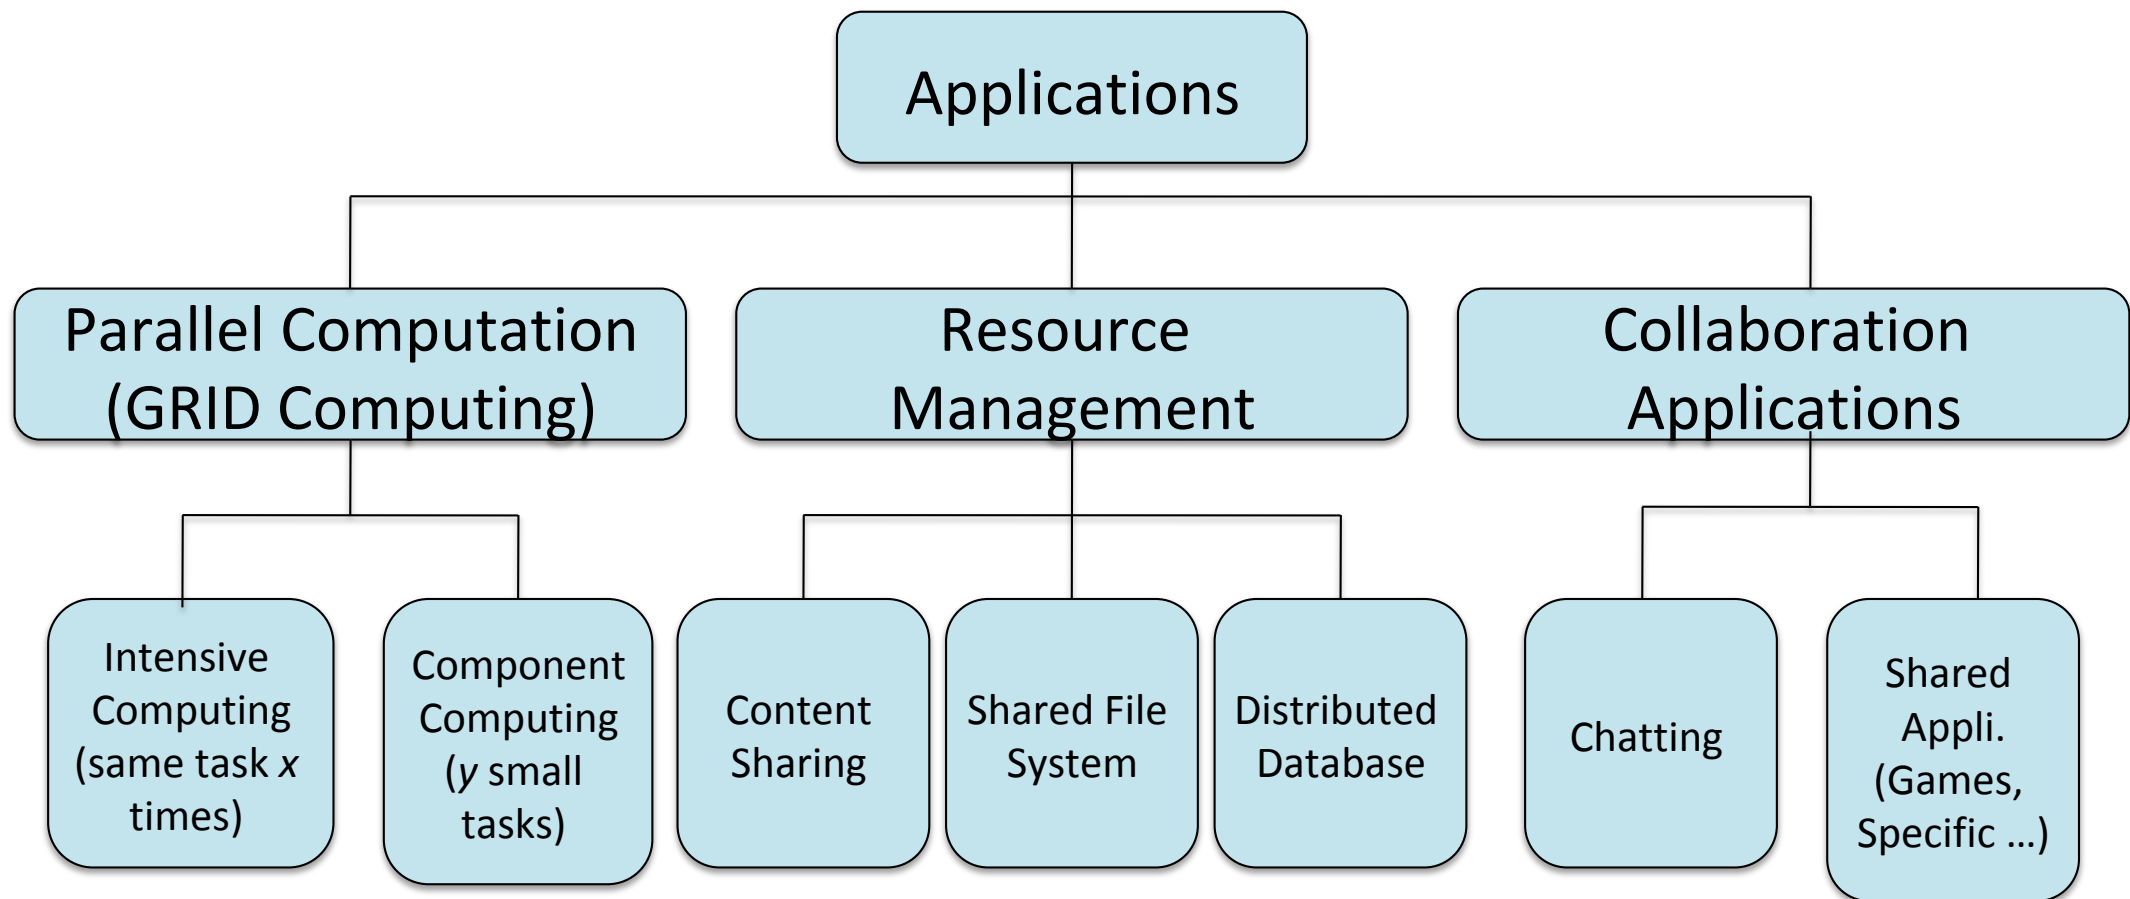 Applications
Parallel Computation
(GRID Computing)
Resource
Management
Collaboration
Applications
Intensive
Computing
(same task x
times)
Component
Computing
(y small
tasks)
Content
Sharing
Shared File
System
Distributed
Database
Chatting
Shared
Appli.
(Games,
Specific ...)